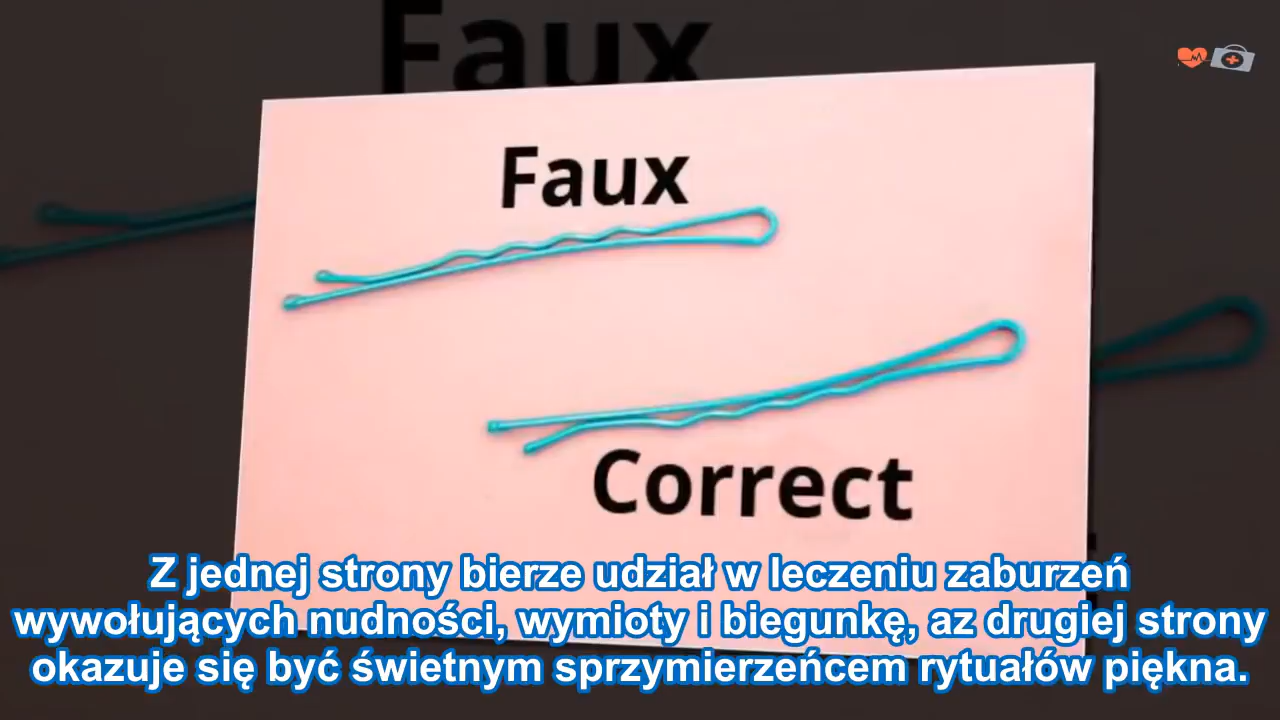 Faux
Faux
Correct
Z jednej strony bierze udział w leczeniu zaburzeń
wywołujących nudności, wymioty i biegunkę, az drugiej strony
okazuje się być świetnym sprzymierzeńcem rytuałów piękna.